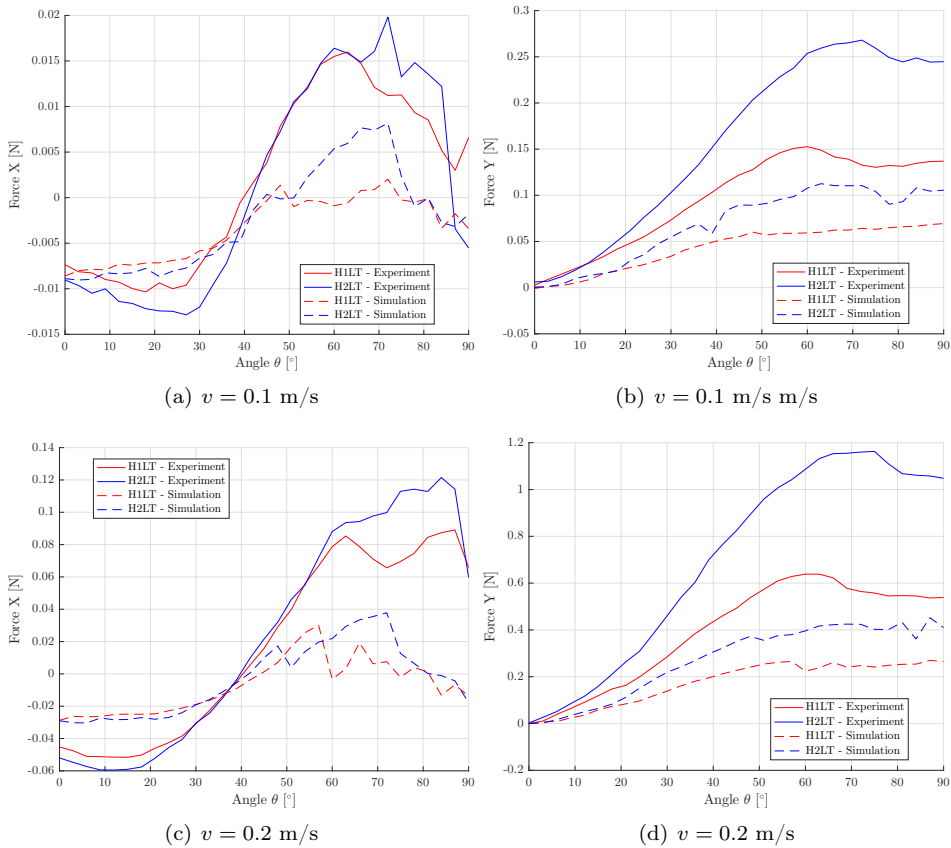 0.02
0.015
0.01
0.005
0
-0.005
-0.01
-0.015
Force X [N]
H1LT - Experiment
H2LT - Experiment
H1LT - Simulation
H2LT - Simulation
0 10 20 30 40 50 60 70 80 90
Angle θ [°]
(a) v = 0.1 m/s
0.3
0.25
0.2
0.15
0.1
0.05
0
-0.05
Force Y [N]
H1LT - Experiment
H2LT - Experiment
H1LT - Simulation
H2LT - Simulation
0 10 20 30 40 50 60 70 80 90
Angle θ [°]
(b) v = 0.1 m/s m/s
0.14
0.12
0.1
0.08
0.06
0.04
0.02
0
-0.02
-0.04
-0.06
Force X [N]
H1LT - Experiment
H2LT - Experiment
H1LT - Simulation
H2LT - Simulation
0 10 20 30 40 50 60 70 80 90
Angle θ [°]
(c) v = 0.2 m/s
1.2
1
0.8
0.6
0.4
0.2
0
-0.2
Force Y [N]
H1LT - Experiment
H2LT - Experiment
H1LT - Simulation
H2LT - Simulation
0 10 20 30 40 50 60 70 80 90
Angle θ [°]
(d) v = 0.2 m/s